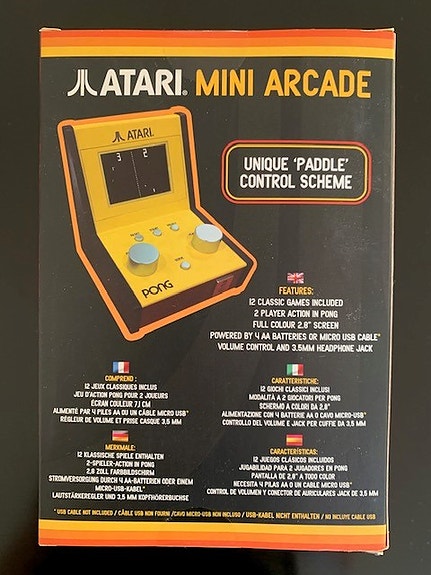 ATARI® MINI ARCADE
ATARI
3 2
PONG
UNIQUE 'PADDLE'
CONTROL SCHEME
FEATURES:
12 CLASSIC GAMES INCLUDED
2 PLAYER ACTION IN PONG
FULL COLOUR 2.8" SCREEN
POWERED BY 4 AA BATTERIES OR MICRO USB CABLE*
VOLUME CONTROL AND 3.5MM HEADPHONE JACK
COMPREND :
12 JEUX CLASSIQUES INCLUS
JEU D'ACTION PONG POUR 2 JOUEURS
ÉCRAN COULEUR 7,1 CM
ALIMENTÉ PAR 4 PILES AA OU UN CÂBLE MICRO USB*
RÉGLEUR DE VOLUME ET PRISE CASQUE 3,5 MM
CARATTERISTICHE:
12 GIOCHI CLASSICI INCLUSI
MODALITÀ A 2 GIOCATORI PER PONG
SCHERMO A COLORI DA 2,8"
ALIMENTAZIONE CON 4 BATTERIE AA O CAVO MICRO-USB*
CONTROLLO DEL VOLUME E JACK PER CUFFIE DA 3,5 MM
MERKMALE:
12 KLASSISCHE SPIELE ENTHALTEN
2-SPIELER-ACTION IN PONG
2,8 ZOLL FARBBILDSCHIRM
STROMVERSORGUNG DURCH 4 AA-BATTERIEN ODER EINEM
MICRO-USB-KABEL*
LAUTSTÄRKEREGLER UND 3,5 MM KOPFHÖRERBUCHSE
CARACTERÍSTICAS:
12 JUEGOS CLÁSICOS INCLUIDOS
JUGABILIDAD PARA 2 JUGADORES EN PONG
PANTALLA DE 2,8" A TODO COLOR
NECESITA 4 PILAS AA O UN CABLE MICRO USB*
CONTROL DE VOLUMEN Y CONECTOR DE AURICULARES JACK DE 3,5 MM
* USB CABLE NOT INCLUDED / CÂBLE USB NON FOURNI /CAVO MICRO-USB NON INCLUSO / USB-KABEL NICHT ENTHALTEN / NO INCLUYE CABLE USB